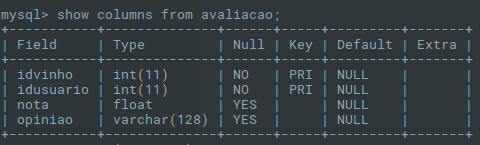 mysql> show columns from avaliacao;
+-----------+--------------+------+-----+---------+-------+
| Field     | Type         | Null | Key | Default | Extra |
+-----------+--------------+------+-----+---------+-------+
| idvinho   | int(11)      | NO   | PRI | NULL    |       |
| idusuario | int(11)      | NO   | PRI | NULL    |       |
| nota      | float        | YES  |     | NULL    |       |
| opiniao   | varchar(128) | YES  |     | NULL    |       |
+-----------+--------------+------+-----+---------+-------+